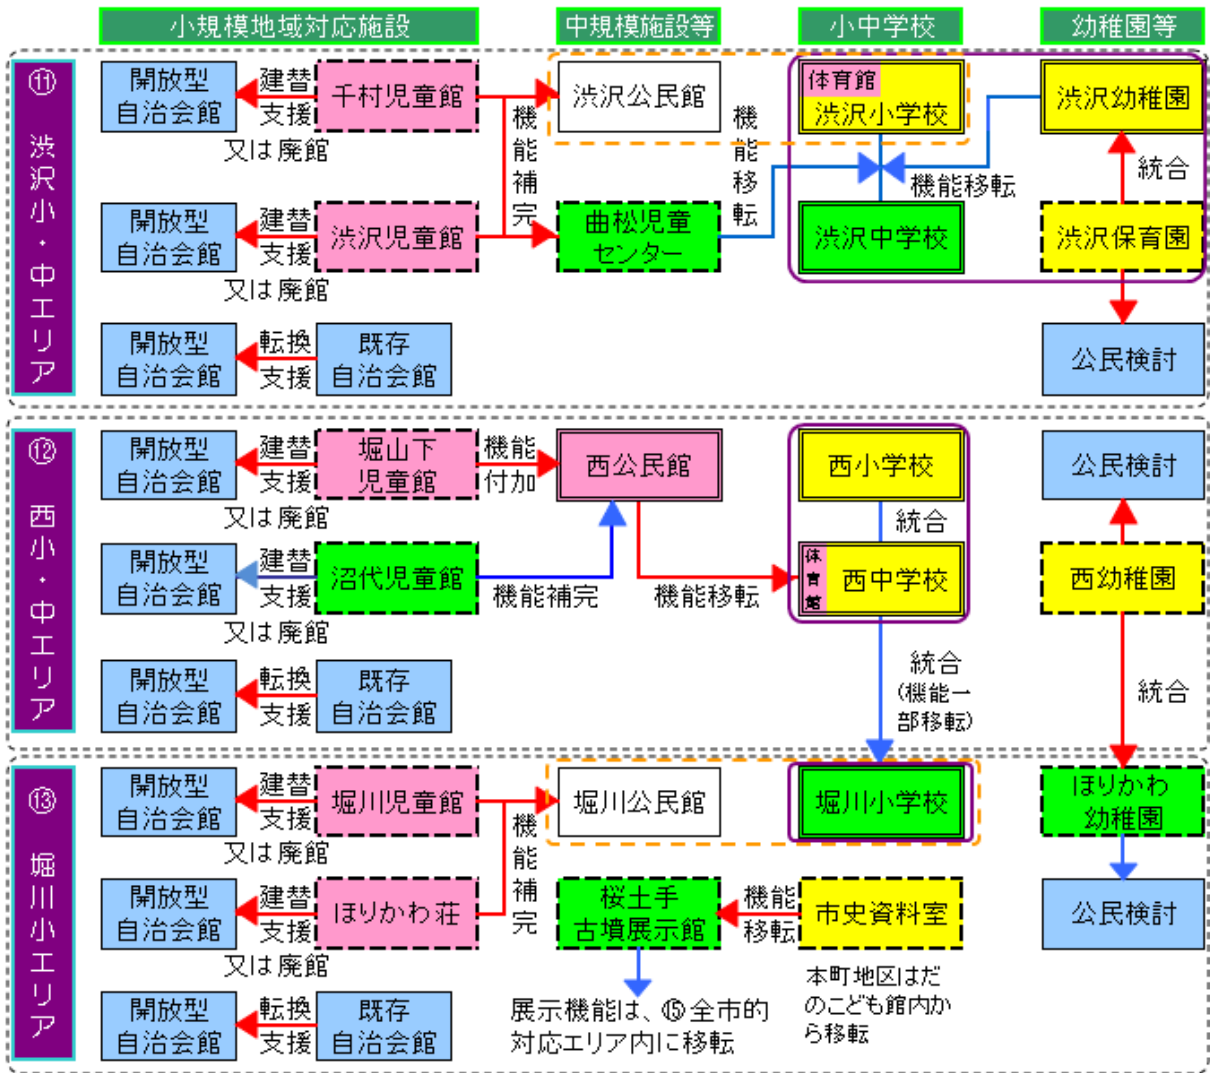 小規模地域対応施設
中規模施設等
小中学校
幼稚園等
⑪ 渋沢小・中エリア
開放型
自治会館
建替
支援
又は廃館
千村児童館
機能補完
渋沢公民館
機能移転
体育館
渋沢小学校
渋沢幼稚園
機能移転
統合
開放型
自治会館
建替
支援
又は廃館
渋沢児童館
曲松児童
センター
渋沢中学校
渋沢保育園
開放型
自治会館
転換
支援
既存
自治会館
公民検討
⑫ 西小・中エリア
開放型
自治会館
建替
支援
又は廃館
堀山下
児童館
機能
付加
西公民館
西小学校
統合
公民検討
開放型
自治会館
建替
支援
又は廃館
沼代児童館
機能補完
機能移転
体育館
西中学校
西幼稚園
開放型
自治会館
転換
支援
既存
自治会館
統合
(機能一
部移転)
統合
⑬ 堀川小エリア
開放型
自治会館
建替
支援
又は廃館
堀川児童館
機能補完
堀川公民館
堀川小学校
ほりかわ
幼稚園
開放型
自治会館
建替
支援
又は廃館
ほりかわ荘
桜土手
古墳展示館
機能
移転
市史資料室
公民検討
開放型
自治会館
転換
支援
既存
自治会館
展示機能は、⑮全市的
対応エリア内に移転
本町地区はだ
のこども館内か
ら移転